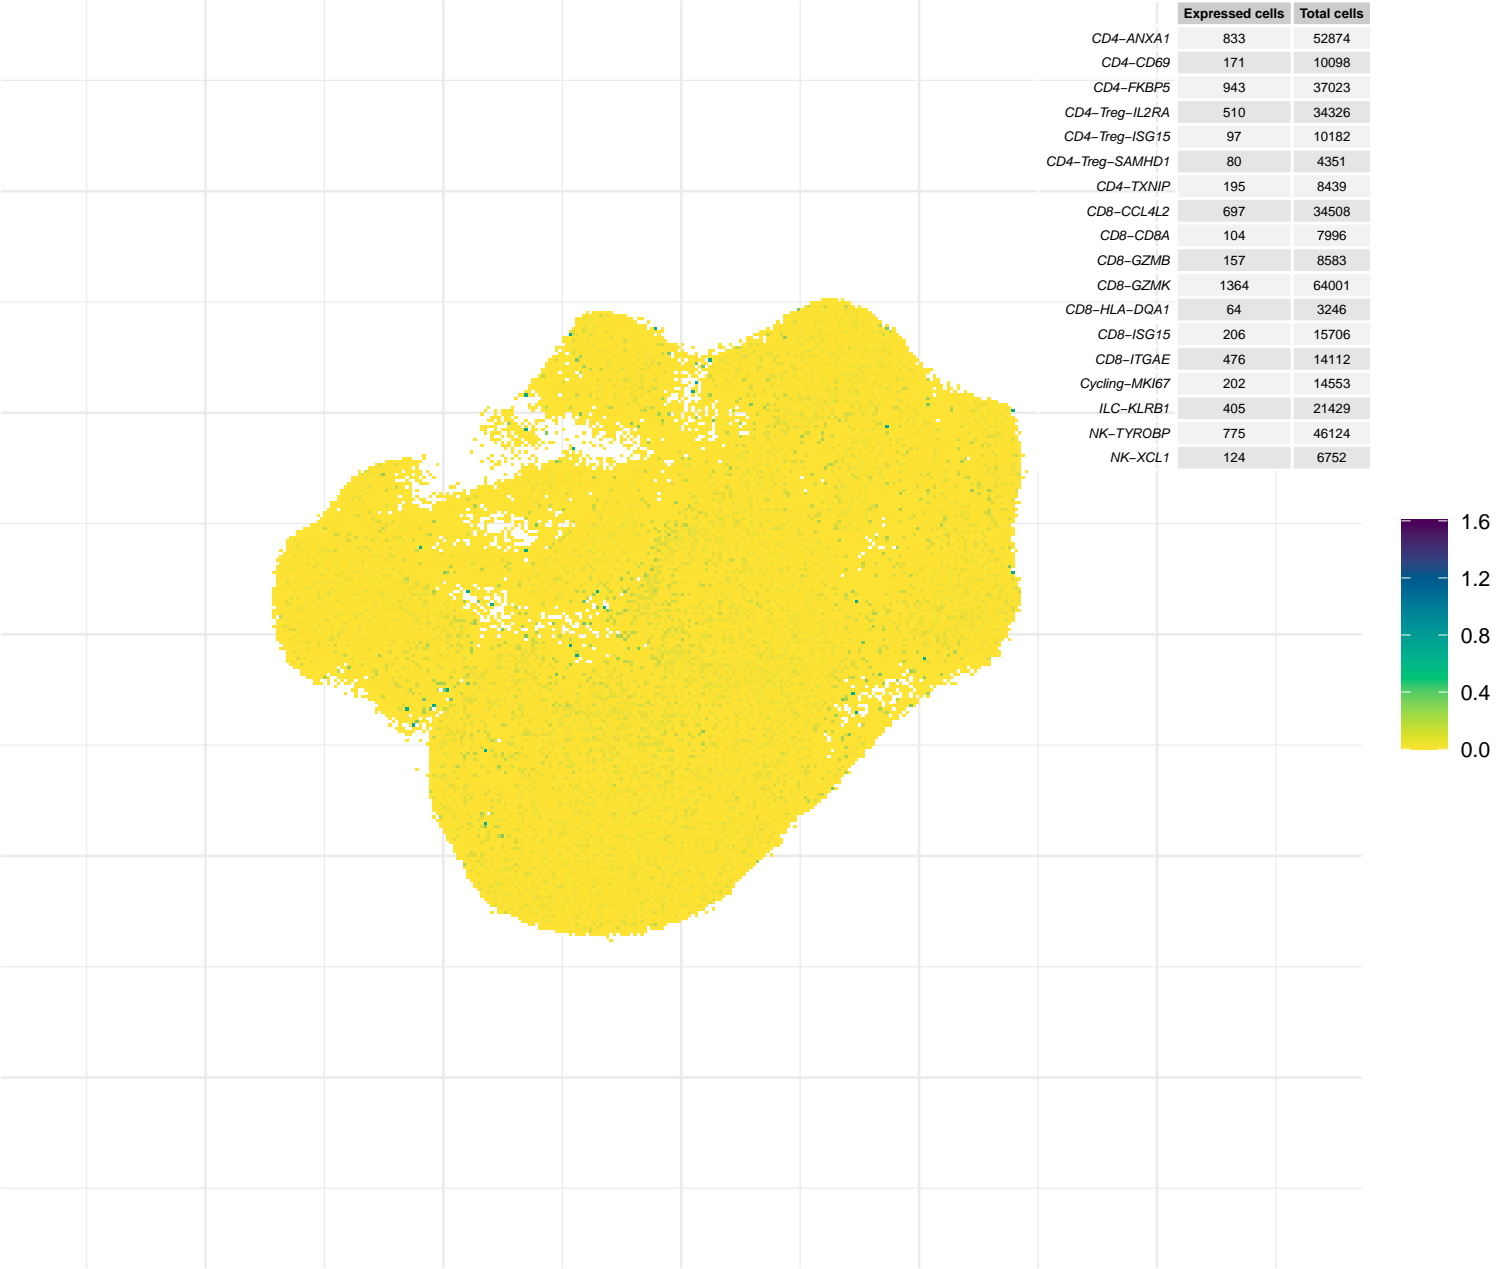 Expressed cells Total cells
CD4−ANXA1 833 52874
CD4−CD69 171 10098
CD4−FKBP5 943 37023
CD4−Treg−IL2RA 510 34326
CD4−Treg−ISG15 97 10182
CD4−Treg−SAMHD1 80 4351
CD4−TXNIP 195 8439
CD8−CCL4L2 697 34508
CD8−CD8A 104 7996
CD8−GZMB 157 8583
CD8−GZMK 1364 64001
CD8−HLA−DQA1 64 3246
CD8−ISG15 206 15706
CD8−ITGAE 476 14112
Cycling−MKI67 202 14553
ILC−KLRB1 405 21429
NK−TYROBP 775 46124
NK−XCL1 124 6752
1.6
1.2
0.8
0.4
0.0